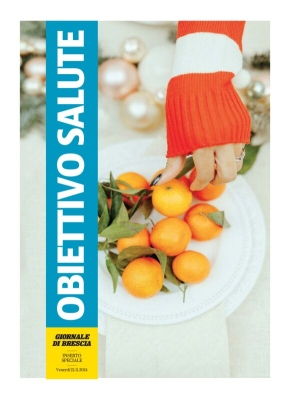 OBIETTIVO SALUTE
GIORNALE
DI BRESCIA
INSERTO
SPECIALE